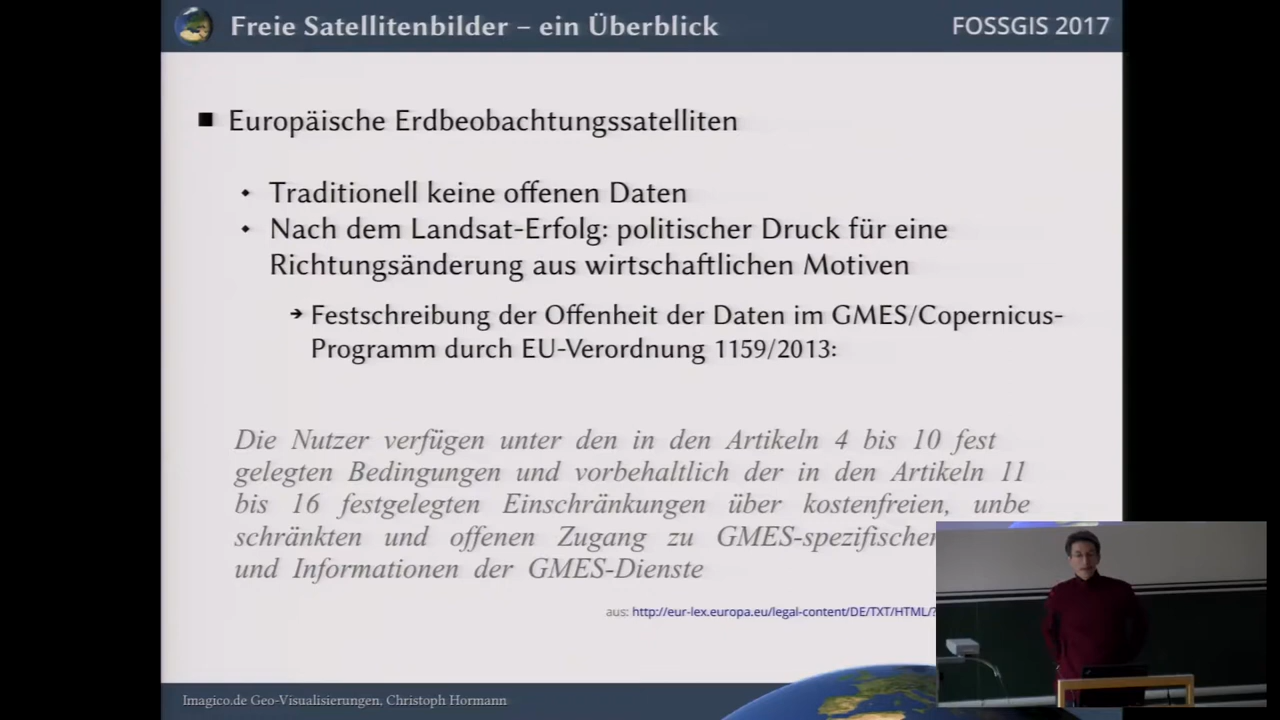 Freie Satellitenbilder – ein Überblick
FOSSGIS 2017
Europäische Erdbeobachtungssatelliten
Traditionell keine offenen Daten
Nach dem Landsat-Erfolg: politischer Druck für eine
Richtungsänderung aus wirtschaftlichen Motiven
Festschreibung der Offenheit der Daten im GMES/Copernicus-
Programm durch EU-Verordnung 1159/2013:
Die Nutzer verfügen unter den in den Artikeln 4 bis 10 fest
gelegten Bedingungen und vorbehaltlich der in den Artikeln 11
bis 16 festgelegten Einschränkungen über kostenfreien, unbe
schränkten und offenen Zugang zu GMES-spezifischen
und Informationen der GMES-Dienste
aus: http://eur-lex.europa.eu/legal-content/DE/TXT/HTML/?
Imagico.de Geo-Visualisierungen, Christoph Hormann